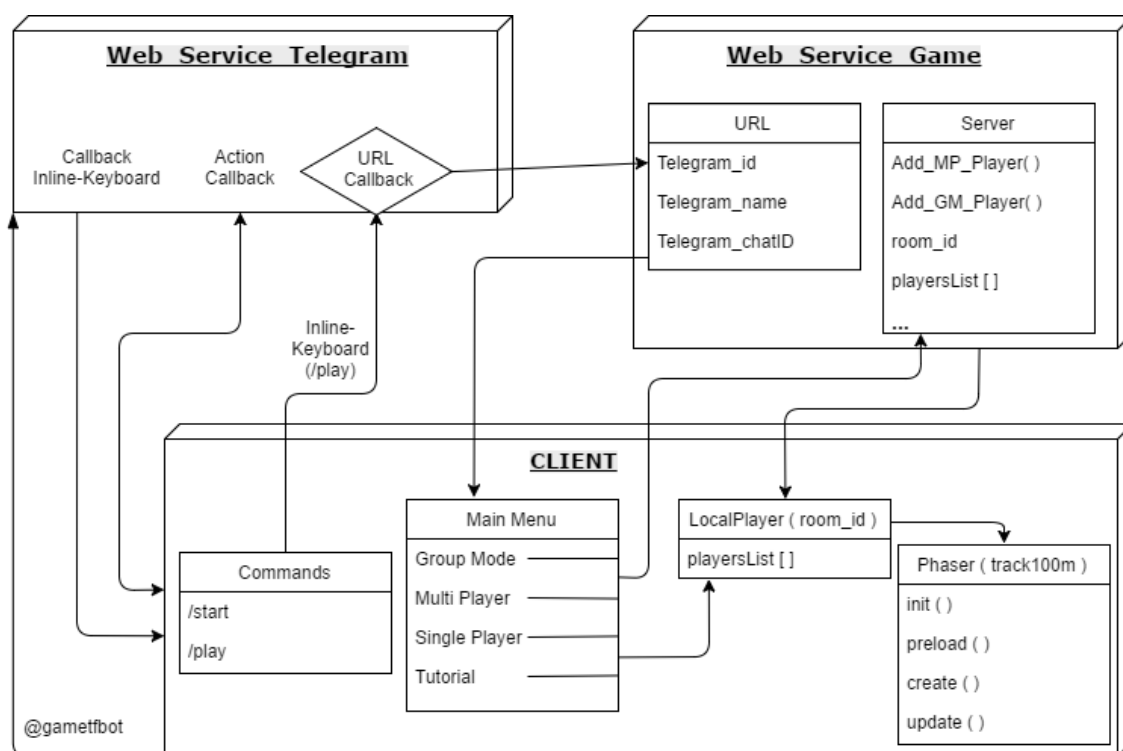 Web Service Telegram
Callback
Inline-Keyboard
Action
Callback
URL
Callback
Web Service Game
URL
Telegram_id
Telegram_name
Telegram_chatID
Server
Add_MP_Player( )
Add_GM_Player( )
room_id
playersList [ ]
...
Inline-
Keyboard
(/play)
CLIENT
Commands
/start
/play
Main Menu
Group Mode
Multi Player
Single Player
Tutorial
LocalPlayer ( room_id )
playersList [ ]
Phaser ( track100m )
init ( )
preload ( )
create ( )
update ( )
@gametfbot